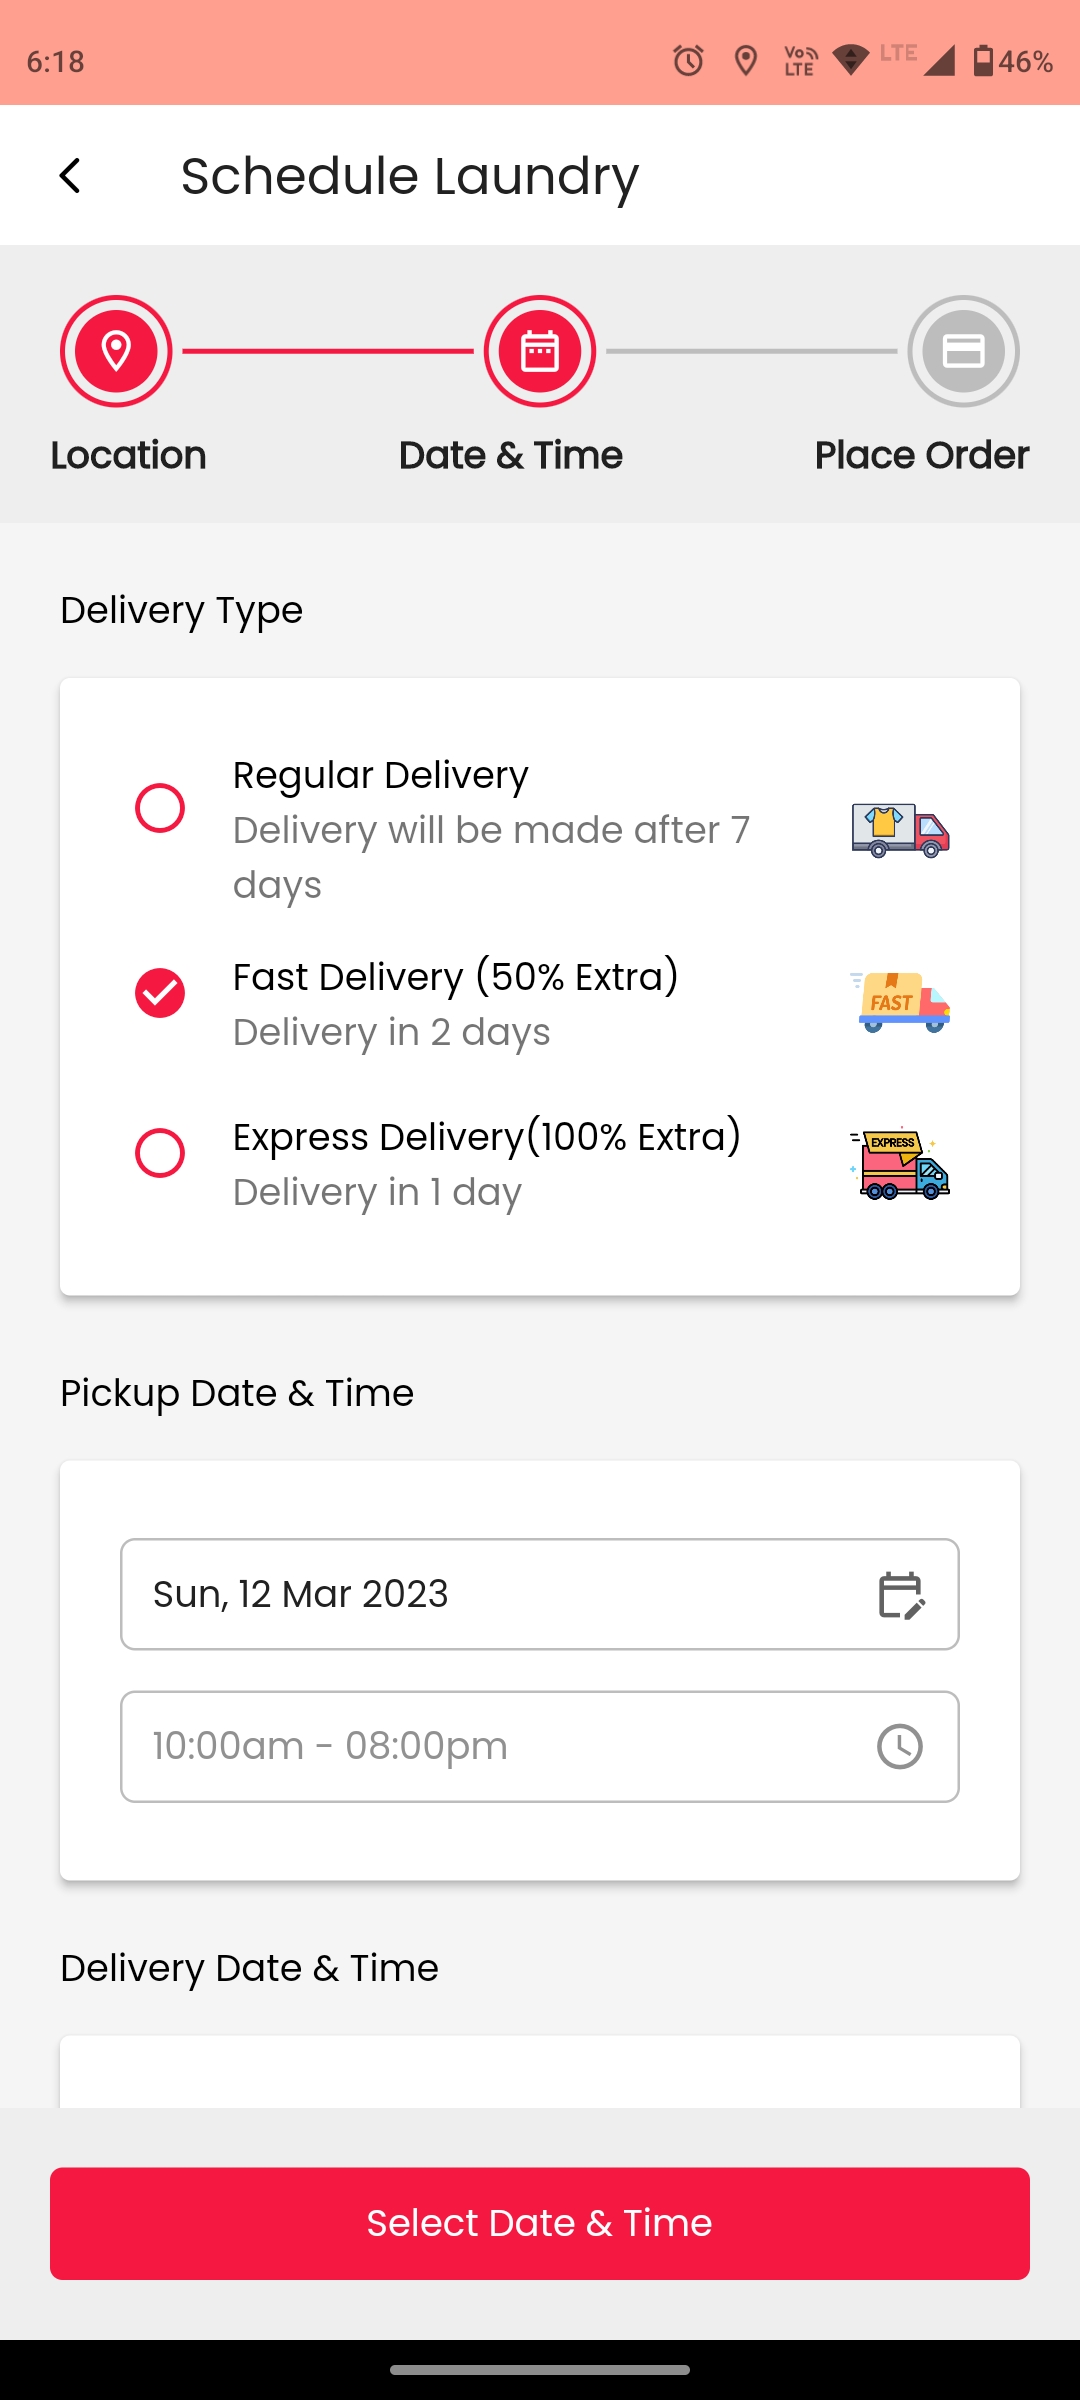 6:18
Vo LTE
LTE
46%
Schedule Laundry
Location
Date & Time
Place Order
Delivery Type
Regular Delivery
Delivery will be made after 7
days
Fast Delivery (50% Extra)
Delivery in 2 days
FAST
Express Delivery(100% Extra)
Delivery in 1 day
EXPRESS
Pickup Date & Time
Sun, 12 Mar 2023
10:00am - 08:00pm
Delivery Date & Time
Select Date & Time